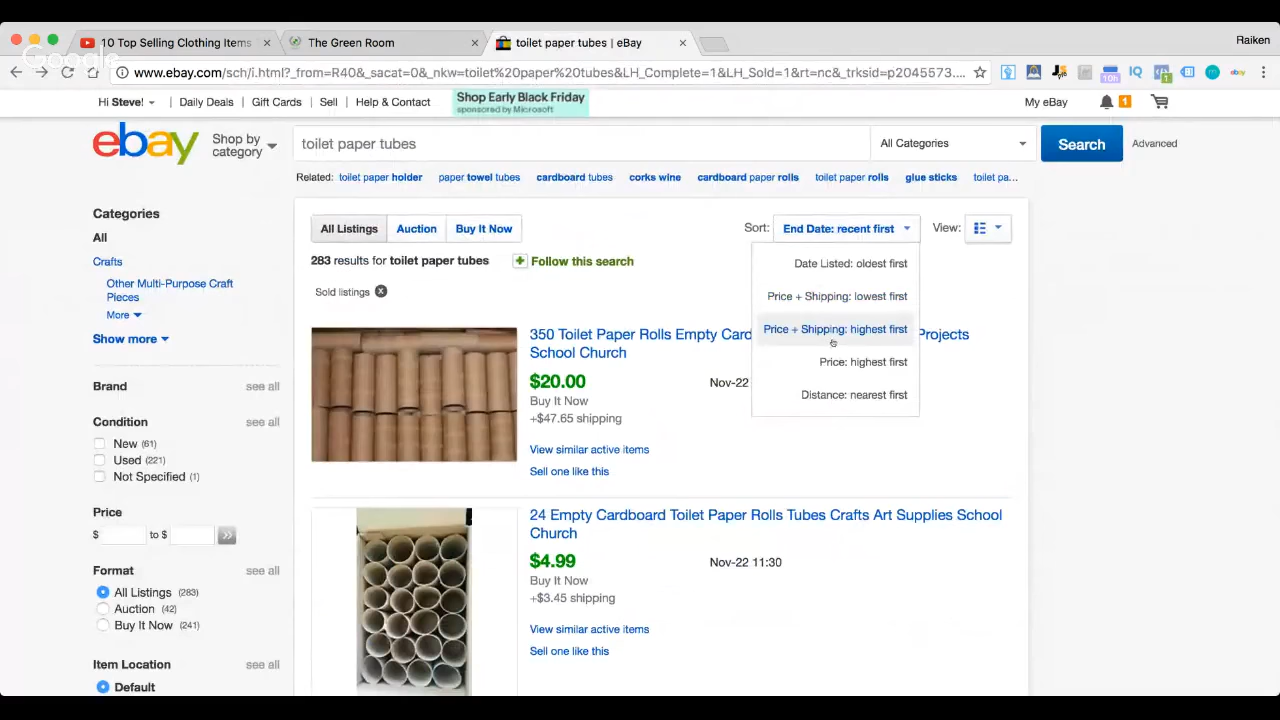 10 Top Selling Clothing Items
The Green Room
toilet paper tubes | eBay
Raiken
Google
www.ebay.com/sch/i.html?_from=R40&_sacat=0&_nkw=toilet%20paper%20tubes&LH_Complete=1&LH_Sold=1&rt=nc&_trksid=p2045573....
10h
IQ
1
ebay
Hi Steve!
Daily Deals
Gift Cards
Sell
Help & Contact
Shop Early Black Friday
sponsored by Microsoft
My eBay
1
ebay
Shop by
category
toilet paper tubes
All Categories
Search
Advanced
Related: toilet paper holder paper towel tubes cardboard tubes corks wine cardboard paper rolls toilet paper rolls glue sticks toilet pa...
Categories
All
Crafts
Other Multi-Purpose Craft
Pieces
More
Show more
Brand see all
Condition see all
New (61)
Used (221)
Not Specified (1)
Price
$ to $
Format see all
All Listings (283)
Auction (42)
Buy It Now (241)
Item Location see all
Default
All Listings
Auction
Buy It Now
Sort: End Date: recent first
View:
283 results for toilet paper tubes
Follow this search
Sold listings
Date Listed: oldest first
Price + Shipping: lowest first
Price + Shipping: highest first
Price: highest first
Distance: nearest first
350 Toilet Paper Rolls Empty Card Projects
School Church
$20.00
Nov-22
Buy It Now
+$47.65 shipping
View similar active items
Sell one like this
24 Empty Cardboard Toilet Paper Rolls Tubes Crafts Art Supplies School
Church
$4.99
Nov-22 11:30
Buy It Now
+$3.45 shipping
View similar active items
Sell one like this